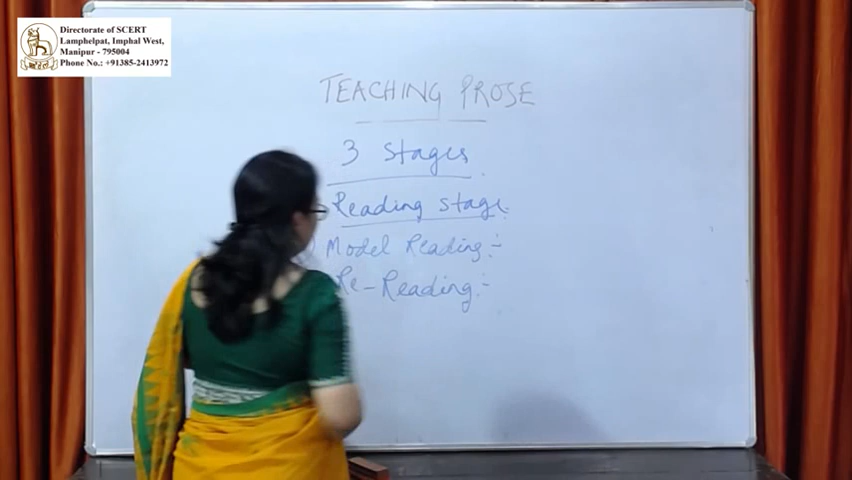 Directorate of SCERT
Lamphelpat, Imphal West,
Manipur - 795004
Phone No.: +91385-2413972
TEACHING PROSE
3 Stages
Reading stage
Model Reading:-
Re-Reading:-